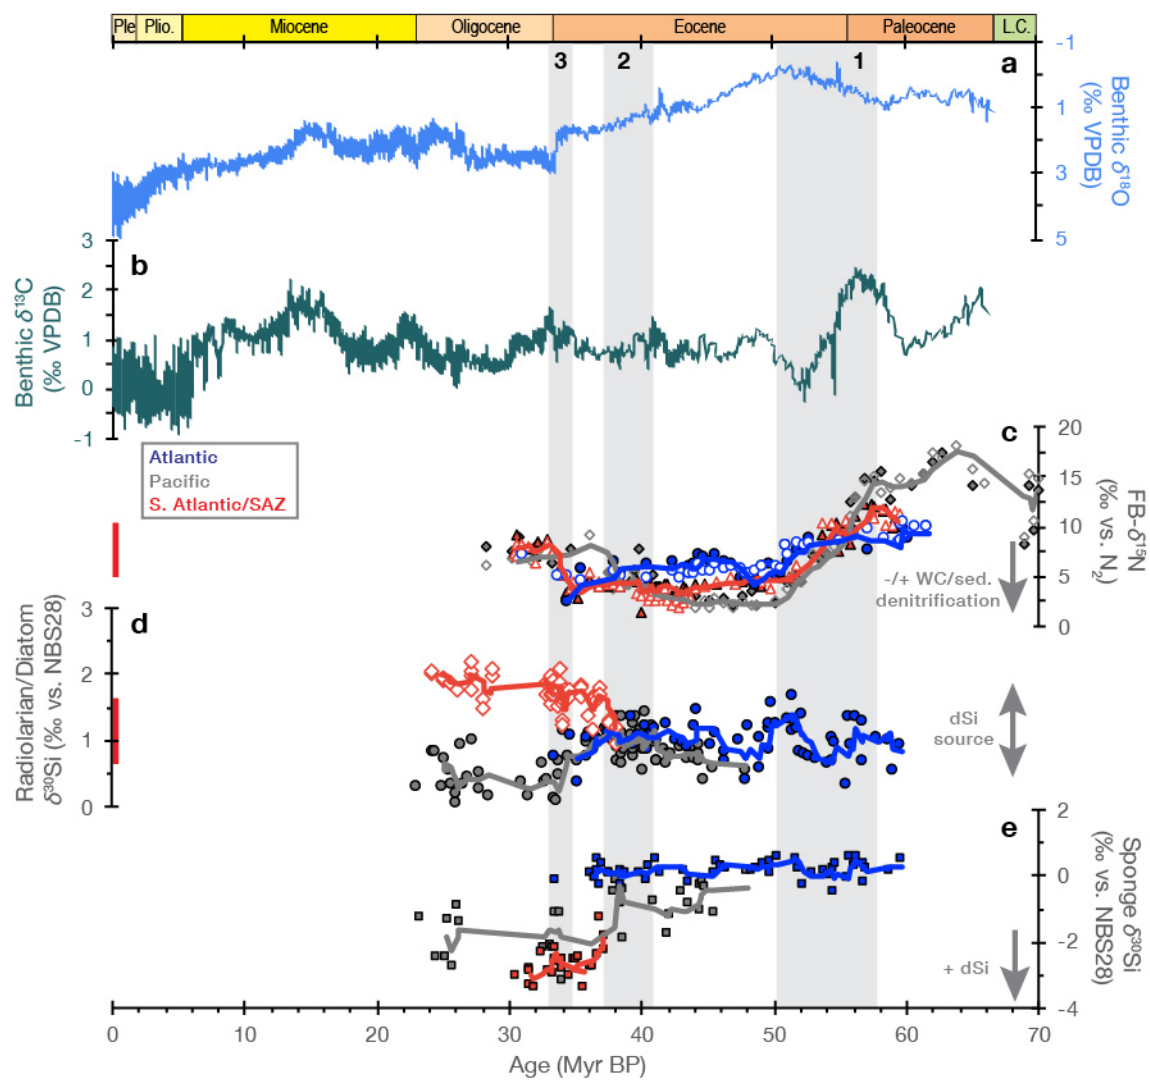 Ple Plio. Miocene Oligocene Eocene Paleocene L.C.
3 2 1 a
-1
1
3
5
Benthic δ18O
(‰ VPDB)
b
3
2
1
0
-1
Benthic δ13C
(‰ VPDB)
Atlantic
Pacific
S. Atlantic/SAZ
c
20
15
10
5
0
FB-δ15N
(‰ vs. N2)
-/+ WC/sed.
denitrification
d
3
2
1
0
Radiolarian/Diatom
δ30Si (‰ vs. NBS28)
dSi
source
e
2
0
-2
-4
Sponge δ30Si
(‰ vs. NBS28)
+ dSi
0 10 20 30 40 50 60 70
Age (Myr BP)